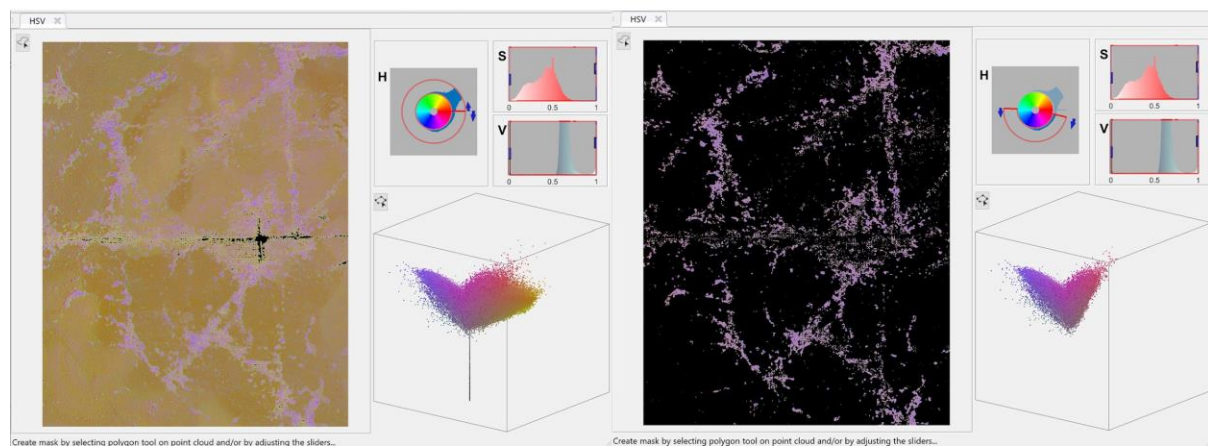 HSV
H
S
0 0.5 1
V
0 0.5 1
Create mask by selecting polygon tool on point cloud and/or by adjusting the sliders...
HSV
H
S
0 0.5 1
V
0 0.5 1
Create mask by selecting polygon tool on point cloud and/or by adjusting the sliders...